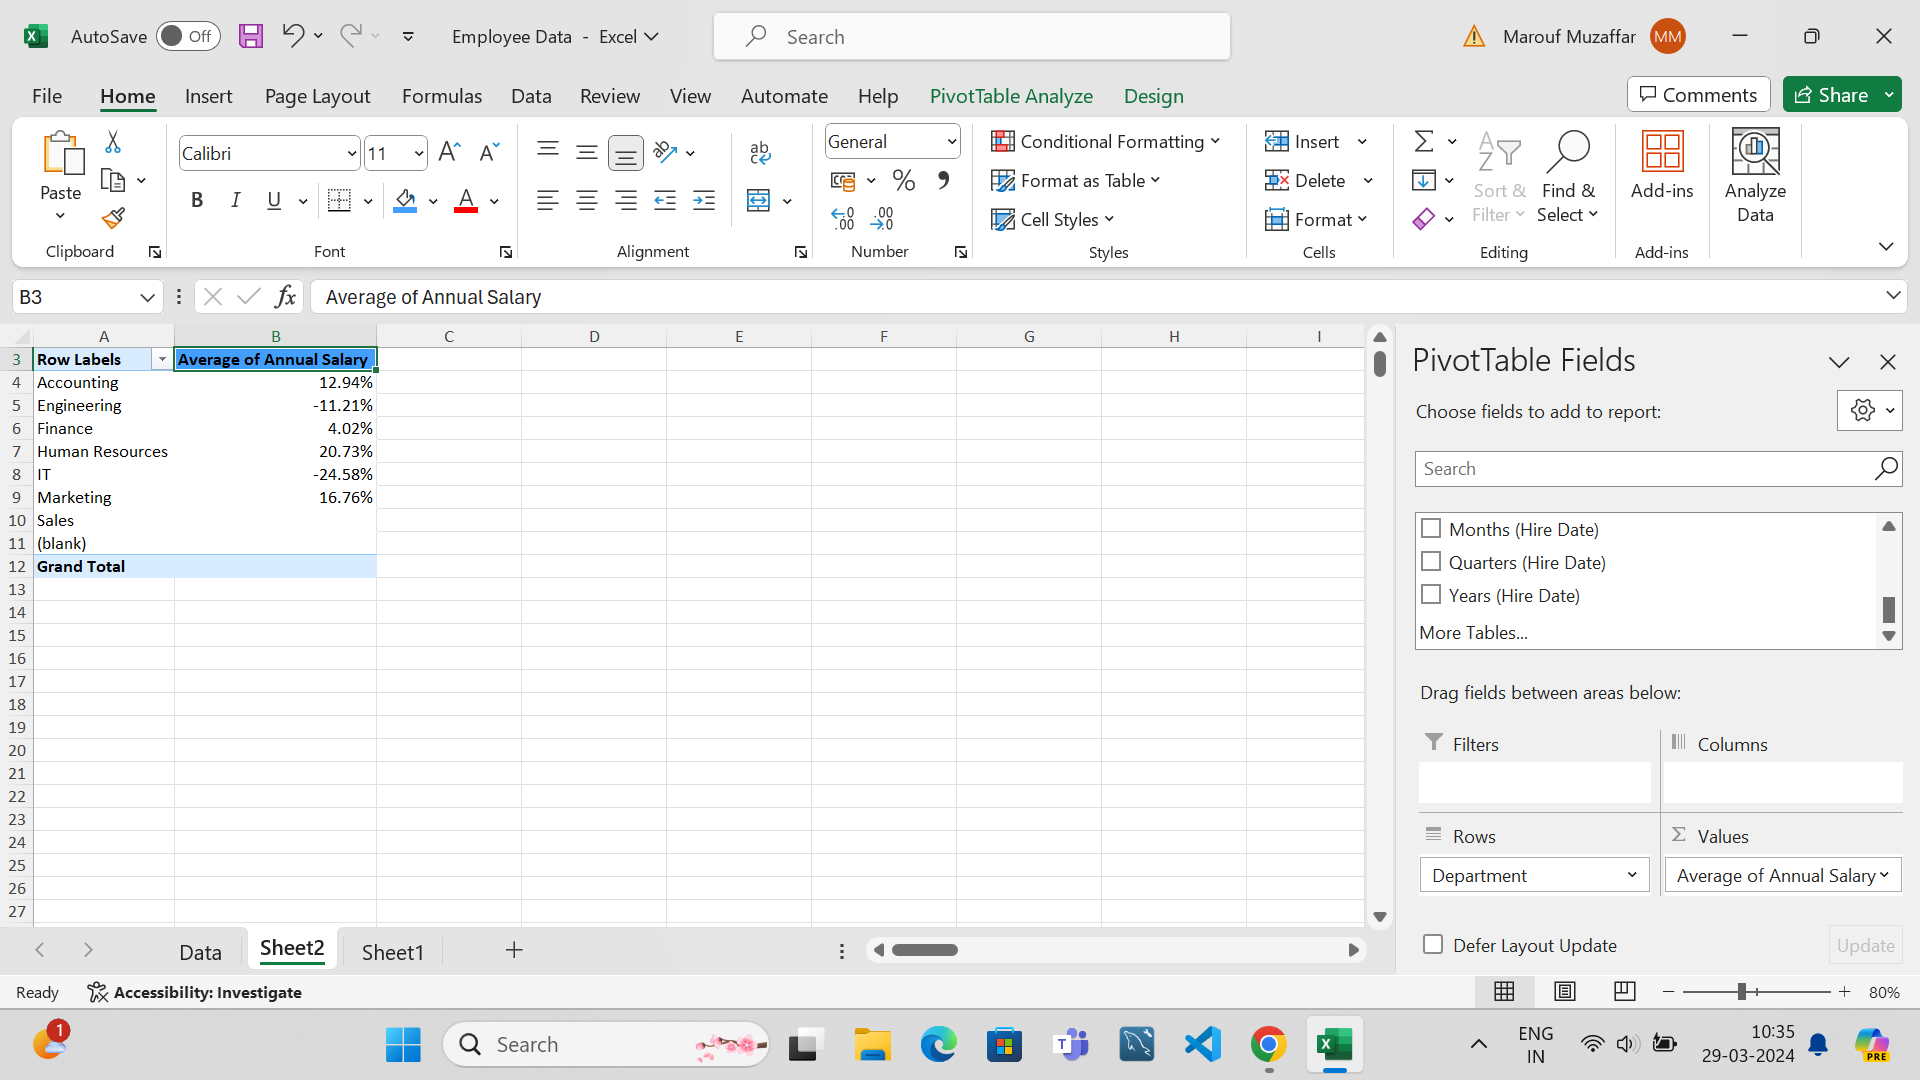 AutoSave Off Employee Data - Excel Search Marouf Muzaffar MM
File Home Insert Page Layout Formulas Data Review View Automate Help PivotTable Analyze Design Comments Share
Paste
Clipboard
Calibri 11
B I U A
Font
ab
Alignment
General
% ,
Number
Conditional Formatting
Format as Table
Cell Styles
Styles
Insert
Delete
Format
Cells
Sort & Filter
Find & Select
Editing
Add-ins
Add-ins
Analyze Data
B3 fx Average of Annual Salary
A B C D E F G H I
3 Row Labels Average of Annual Salary
4 Accounting 12.94%
5 Engineering -11.21%
6 Finance 4.02%
7 Human Resources 20.73%
8 IT -24.58%
9 Marketing 16.76%
10 Sales
11 (blank)
12 Grand Total
13
14
15
16
17
18
19
20
21
22
23
24
25
26
27
PivotTable Fields
Choose fields to add to report:
Search
Months (Hire Date)
Quarters (Hire Date)
Years (Hire Date)
More Tables...
Drag fields between areas below:
Filters Columns
Rows Σ Values
Department Average of Annual Salary
Defer Layout Update Update
Data Sheet2 Sheet1 +
Ready Accessibility: Investigate 80%
1 Search ENG IN 10:35 29-03-2024 PRE